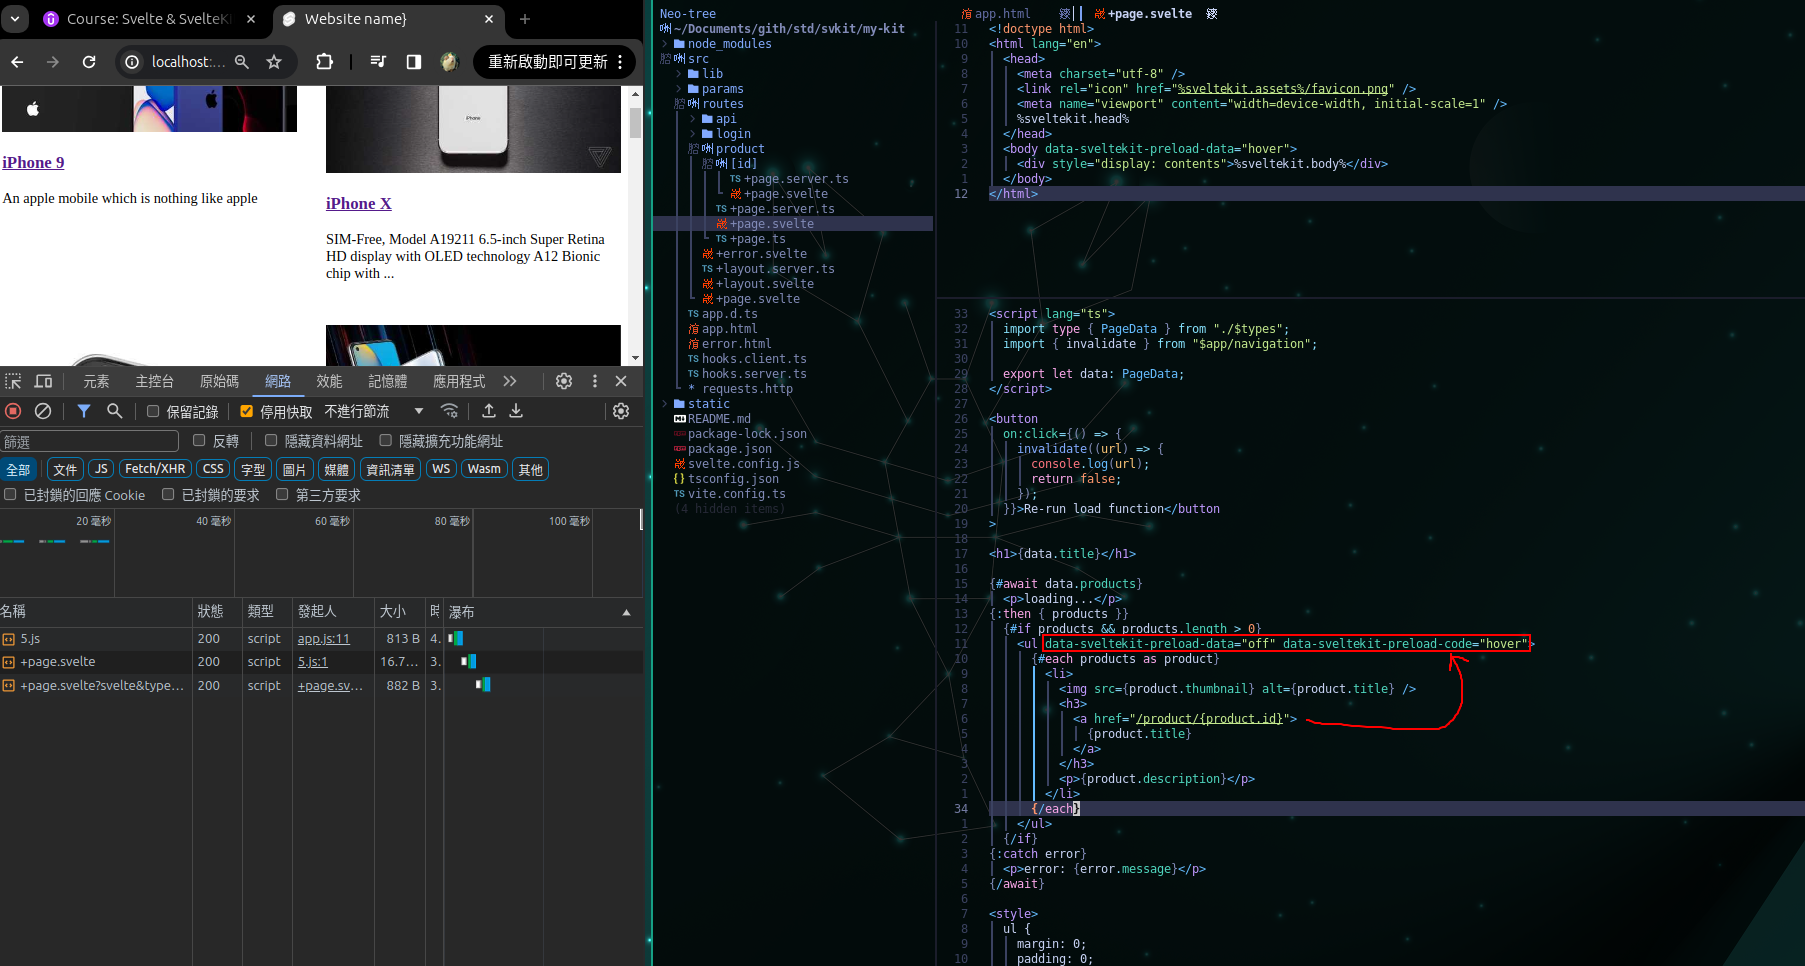 Course: Svelte & SvelteKi
Website name}
localhost:...
重新啟動即可更新
iPhone
iPhone 9
An apple mobile which is nothing like apple
iPhone X
SIM-Free, Model A19211 6.5-inch Super Retina
HD display with OLED technology A12 Bionic
chip with ...
元素 主控台 原始碼 網路 效能 記憶體 應用程式
保留記錄 停用快取 不進行節流
篩選 反轉 隱藏資料網址 隱藏擴充功能網址
全部 文件 JS Fetch/XHR CSS 字型 圖片 媒體 資訊清單 WS Wasm 其他
已封鎖的回應 Cookie 已封鎖的要求 第三方要求
20 毫秒 40 毫秒 60 毫秒 80 毫秒 100 毫秒
名稱 狀態 類型 發起人 大小 瀑布
5.js 200 script app.js:11 813 B 4.
+page.svelte 200 script 5.js:1 16.7... 3.
+page.svelte?svelte&type... 200 script +page.sv... 882 B 3.
Neo-tree
~/Documents/gith/std/svkit/my-kit
node_modules
src
lib
params
routes
api
login
product
[id]
TS +page.server.ts
+page.svelte
TS +page.server.ts
+page.svelte
TS +page.ts
+error.svelte
TS +layout.server.ts
+layout.svelte
+page.svelte
TS app.d.ts
app.html
error.html
TS hooks.client.ts
TS hooks.server.ts
* requests.http
static
README.md
package-lock.json
package.json
svelte.config.js
{} tsconfig.json
TS vite.config.ts
(4 hidden items)
app.html +page.svelte
11 <!doctype html>
10 <html lang="en">
9 <head>
8 <meta charset="utf-8" />
7 <link rel="icon" href="%sveltekit.assets%/favicon.png" />
6 <meta name="viewport" content="width=device-width, initial-scale=1" />
5 %sveltekit.head%
4 </head>
3 <body data-sveltekit-preload-data="hover">
2 <div style="display: contents">%sveltekit.body%</div>
1 </body>
12 </html>
33 <script lang="ts">
32 import type { PageData } from "./$types";
31 import { invalidate } from "$app/navigation";
30
29 export let data: PageData;
28 </script>
27
26 <button
25 on:click={() => {
24 invalidate((url) => {
23 console.log(url);
22 return false;
21 });
20 }}>Re-run load function</button
19 >
18
17 <h1>{data.title}</h1>
16
15 {#await data.products}
14 <p>loading...</p>
13 {:then { products }}
12 {#if products && products.length > 0}
11 <ul data-sveltekit-preload-data="off" data-sveltekit-preload-code="hover">
10 {#each products as product}
9 <li>
8 <img src={product.thumbnail} alt={product.title} />
7 <h3>
6 <a href="/product/{product.id}">
5 {product.title}
4 </a>
3 </h3>
2 <p>{product.description}</p>
1 </li>
34 {/each}
1 </ul>
2 {/if}
3 {:catch error}
4 <p>error: {error.message}</p>
5 {/await}
6
7 <style>
8 ul {
9 margin: 0;
10 padding: 0;